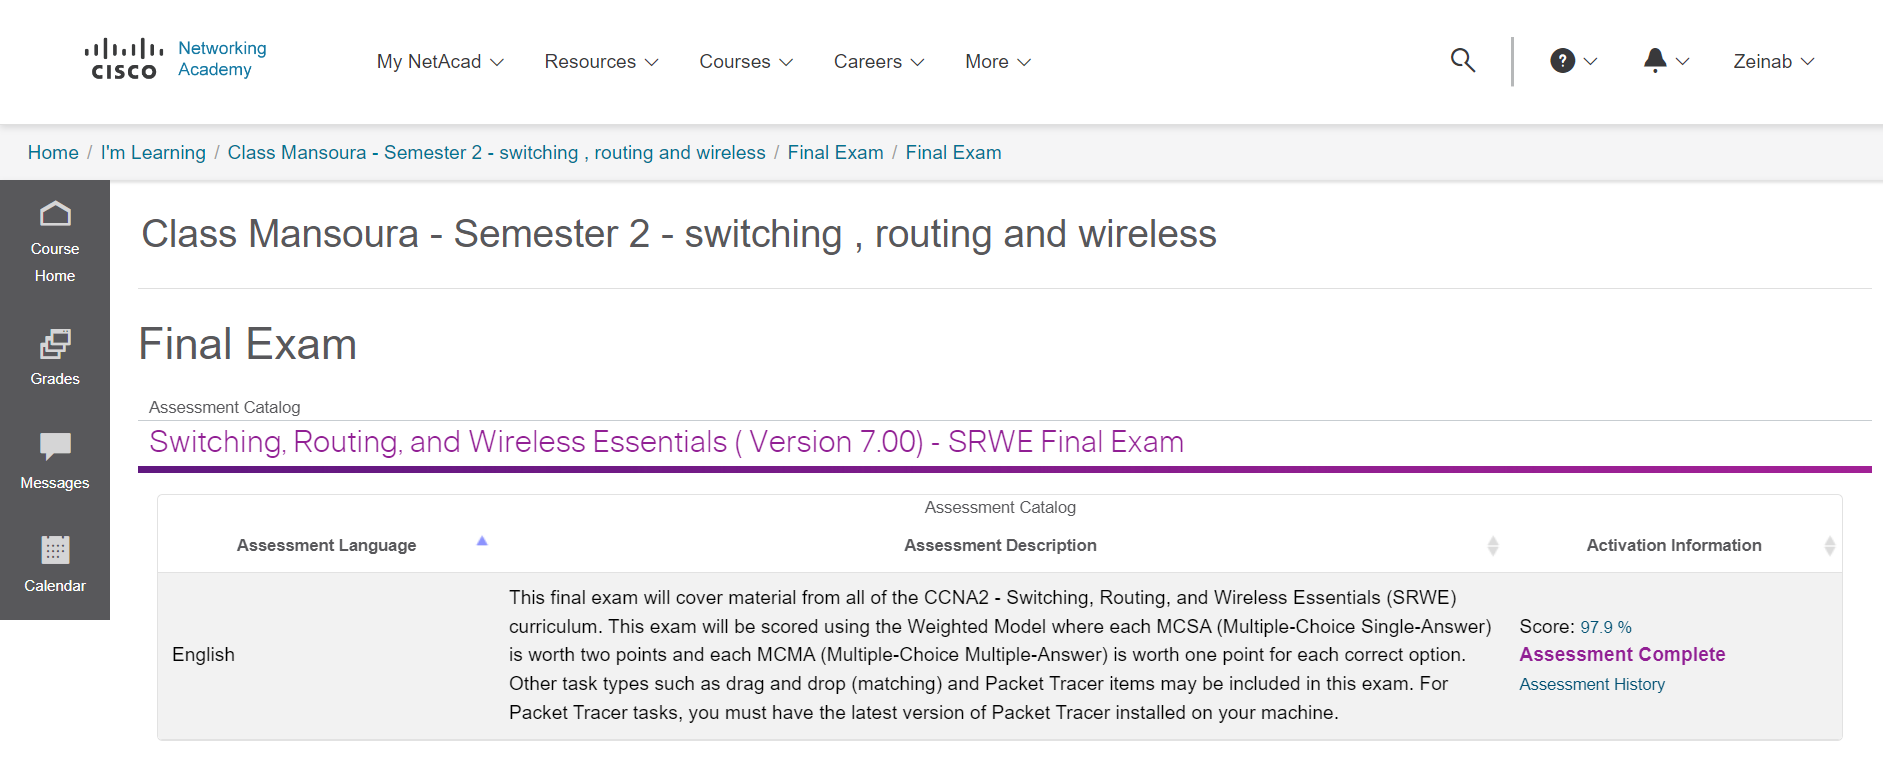 CISCO
Networking
Academy
My NetAcad
Resources
Courses
Careers
More
?
Zeinab
Home / I'm Learning / Class Mansoura - Semester 2 - switching , routing and wireless / Final Exam / Final Exam
Course
Home
Grades
Messages
Calendar
Class Mansoura - Semester 2 - switching , routing and wireless
Final Exam
Assessment Catalog
Switching, Routing, and Wireless Essentials ( Version 7.00) - SRWE Final Exam
Assessment Catalog
Assessment Language
Assessment Description
Activation Information
English
This final exam will cover material from all of the CCNA2 - Switching, Routing, and Wireless Essentials (SRWE)
curriculum. This exam will be scored using the Weighted Model where each MCSA (Multiple-Choice Single-Answer)
is worth two points and each MCMA (Multiple-Choice Multiple-Answer) is worth one point for each correct option.
Other task types such as drag and drop (matching) and Packet Tracer items may be included in this exam. For
Packet Tracer tasks, you must have the latest version of Packet Tracer installed on your machine.
Score: 97.9 %
Assessment Complete
Assessment History